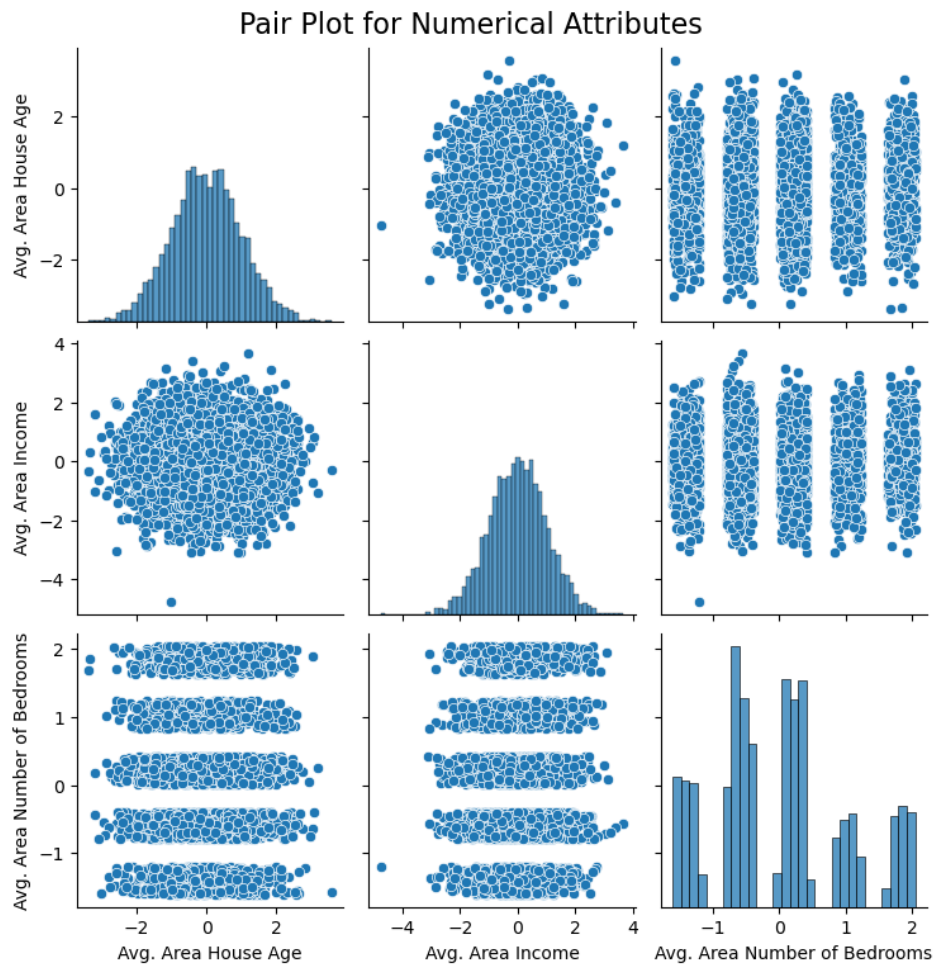 Pair Plot for Numerical Attributes
Avg. Area House Age
2
0
−2
Avg. Area Income
4
2
0
−2
−4
Avg. Area Number of Bedrooms
2
1
0
−1
−2 0 2
−4 −2 0 2 4
−1 0 1 2
Avg. Area House Age
Avg. Area Income
Avg. Area Number of Bedrooms